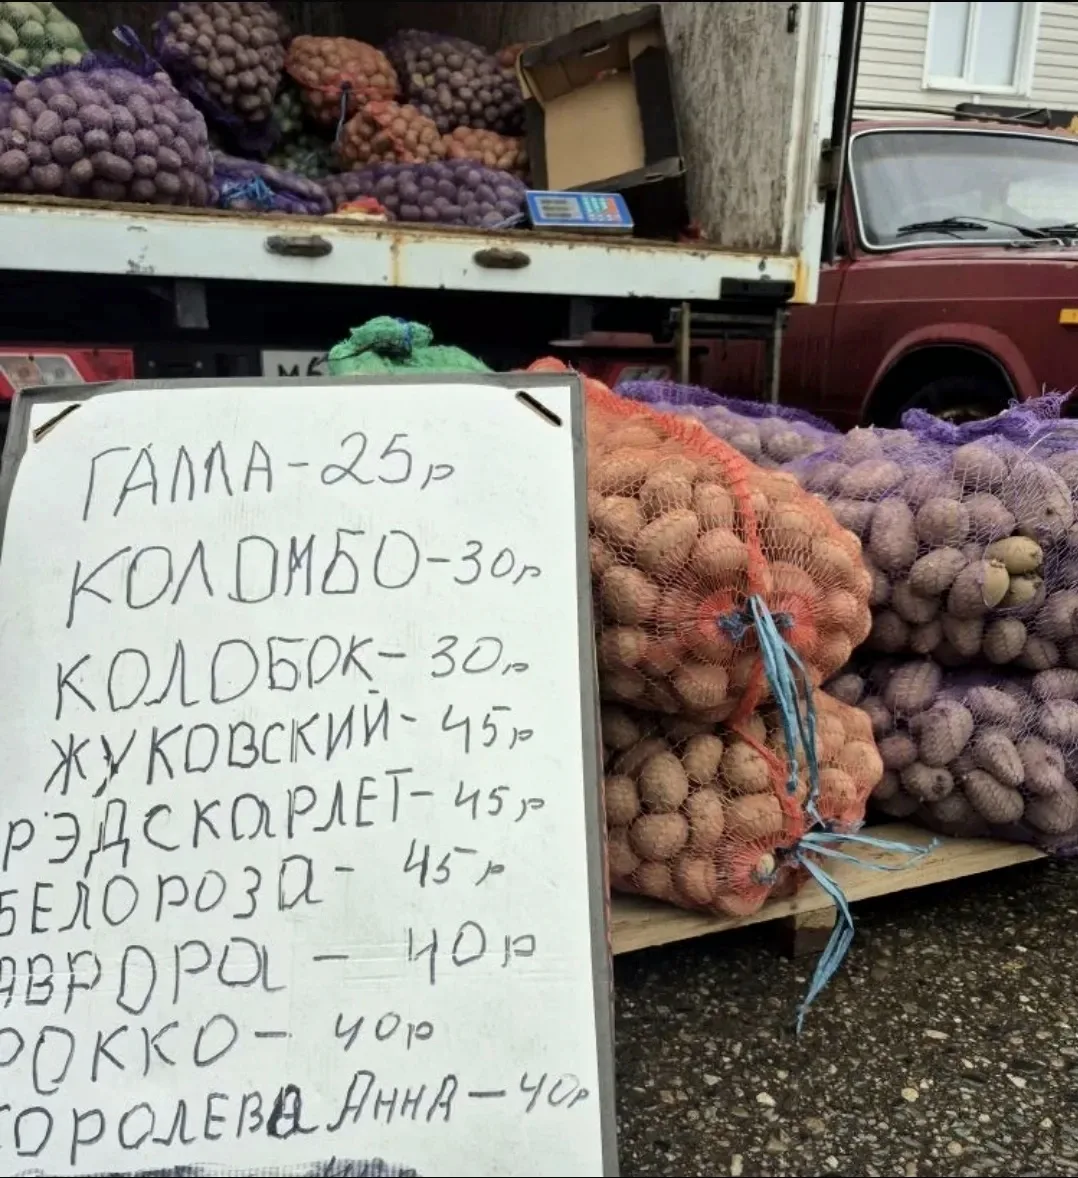 ГАЛЛА - 25р
КОЛОМБО - 30р
КОЛОБОК - 30р
ЖУКОВСКИЙ - 45р
РЭДСКАРЛЕТ - 45р
БЕЛОРОЗА - 45р
АВРОРА - 40р
РОККО - 40р
КОРОЛЕВА АННА - 40р